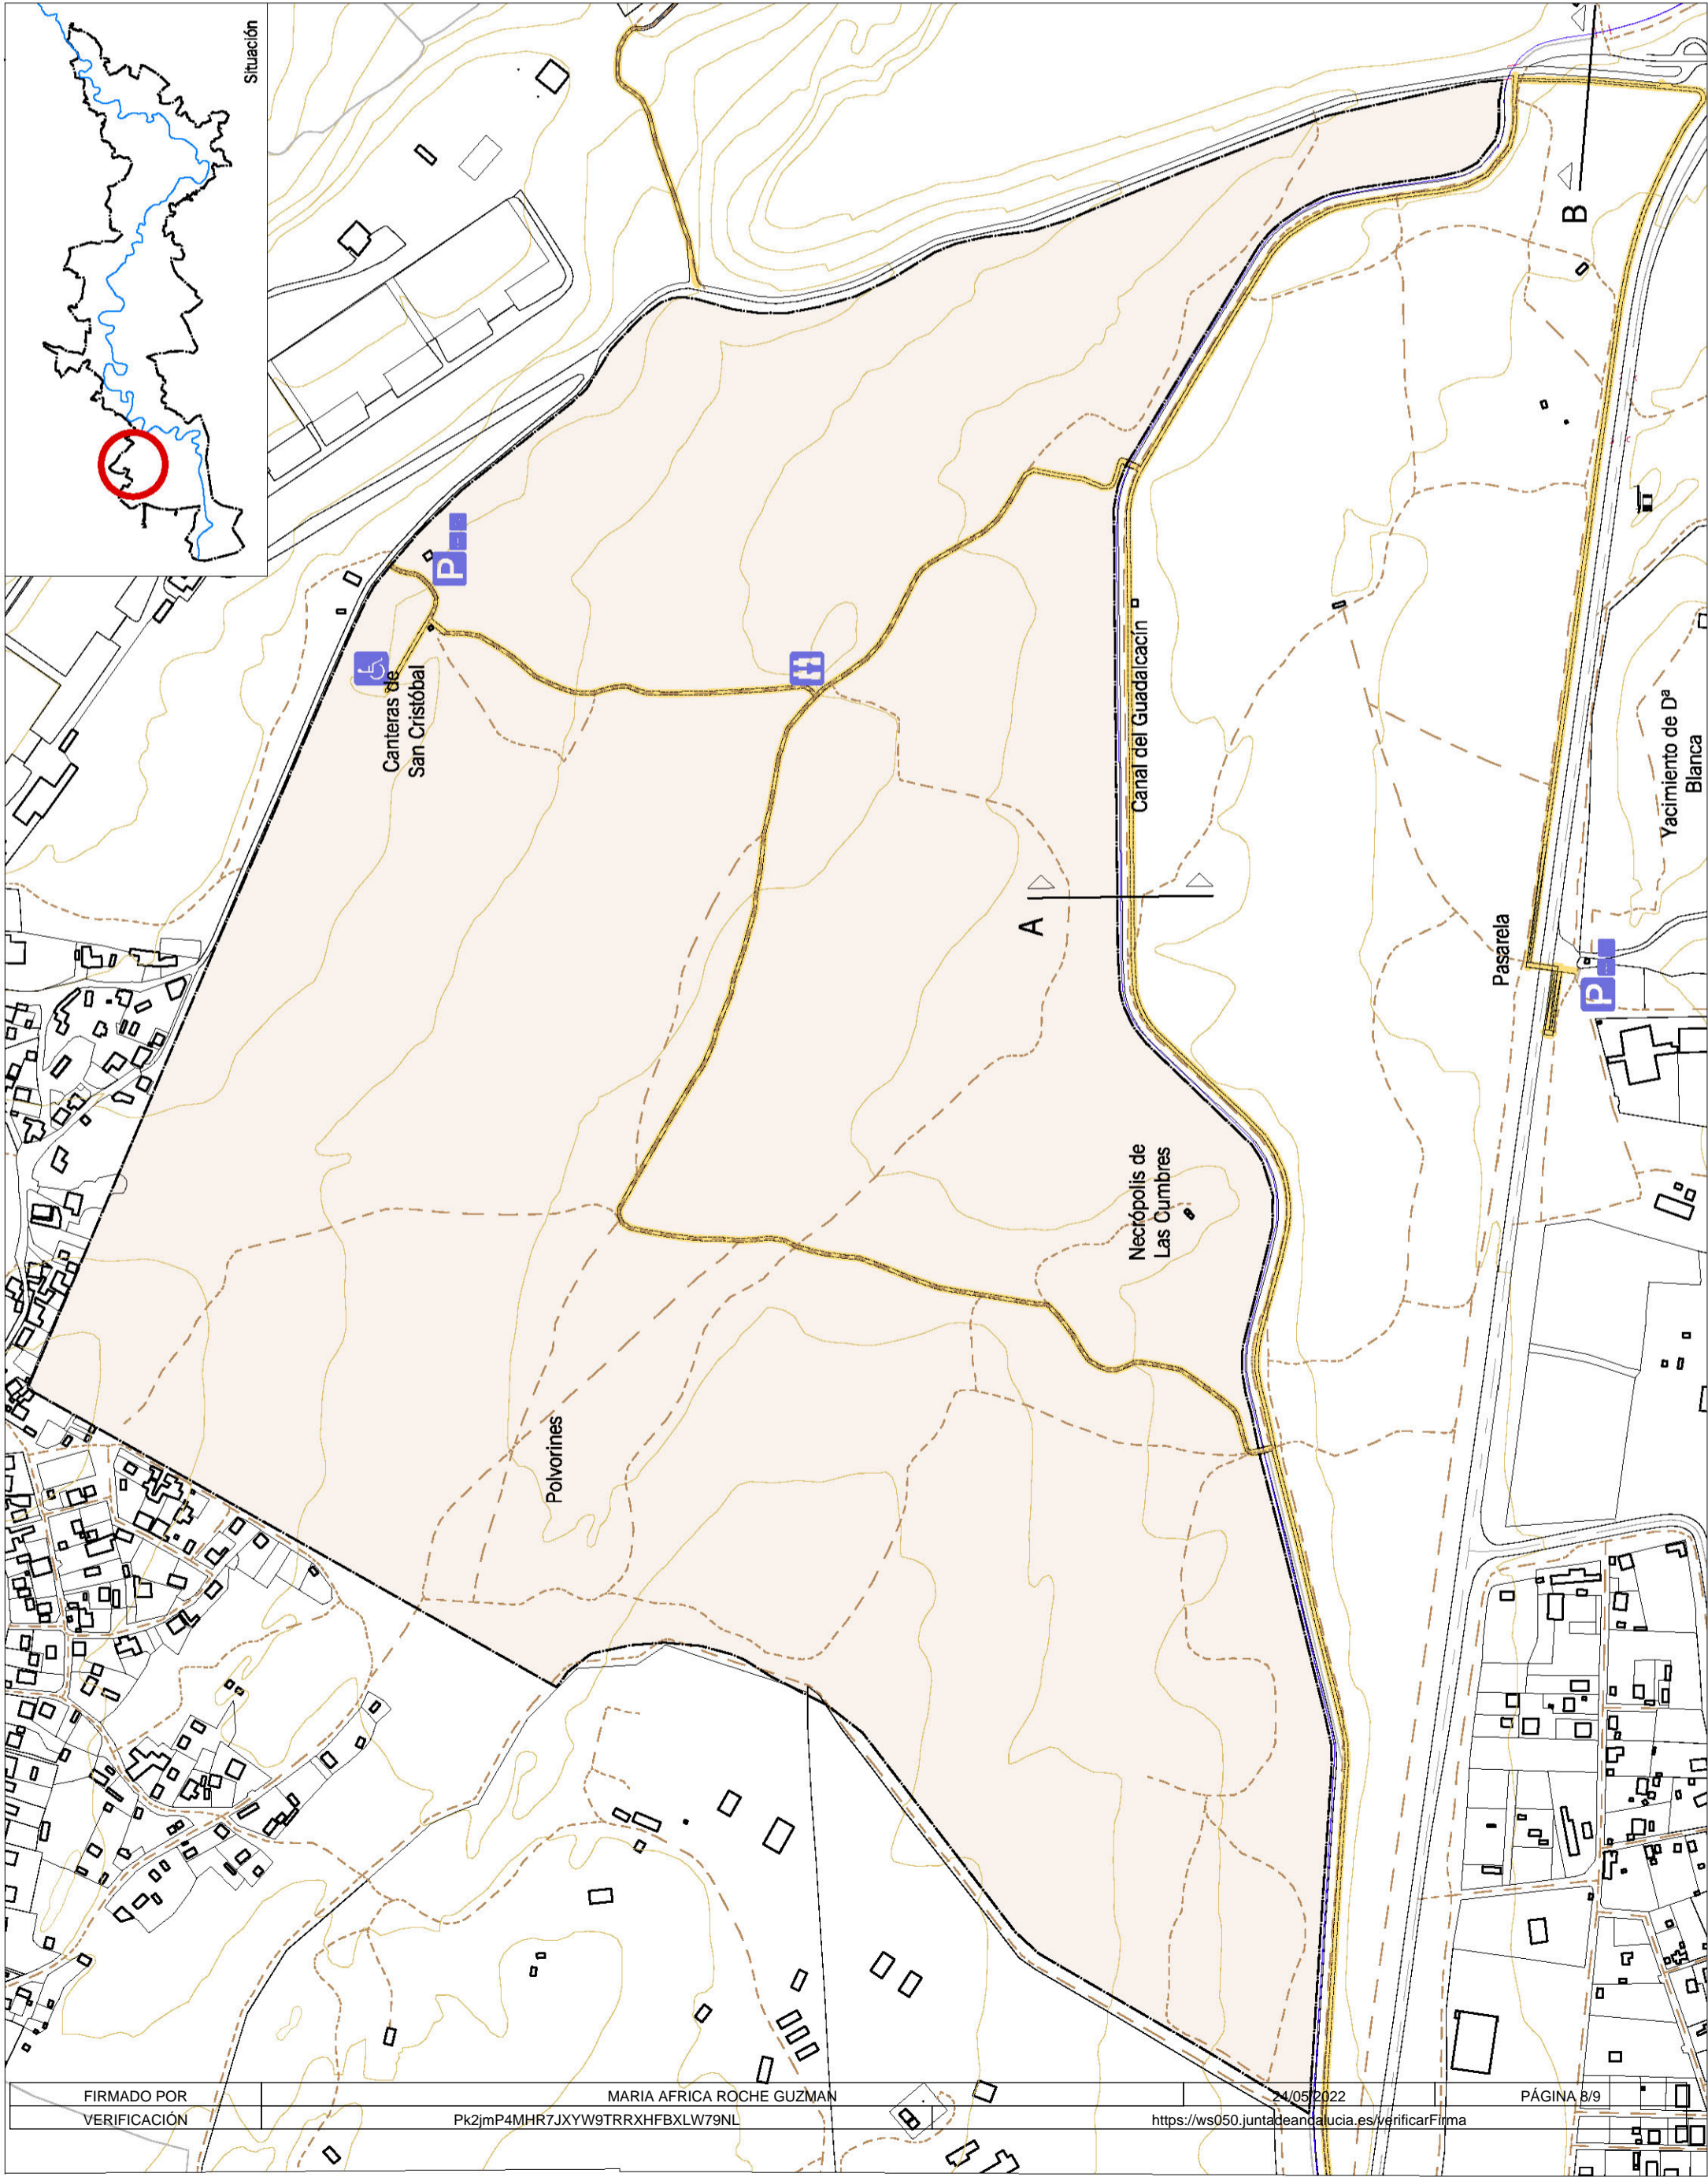 Situación
B
P
Canteras de
San Cristóbal
Canal del Guadalcacín
Yacimiento de Dª
Blanca
A
Pasarela
P
Necrópolis de
Las Cumbres
Polvorines
FIRMADO POR MARIA AFRICA ROCHE GUZMAN 24/05/2022 PÁGINA 8/9
VERIFICACIÓN Pk2jmP4MHR7JXYW9TRRXHFBXLW79NL https://ws050.juntadeandalucia.es/verificarFirma